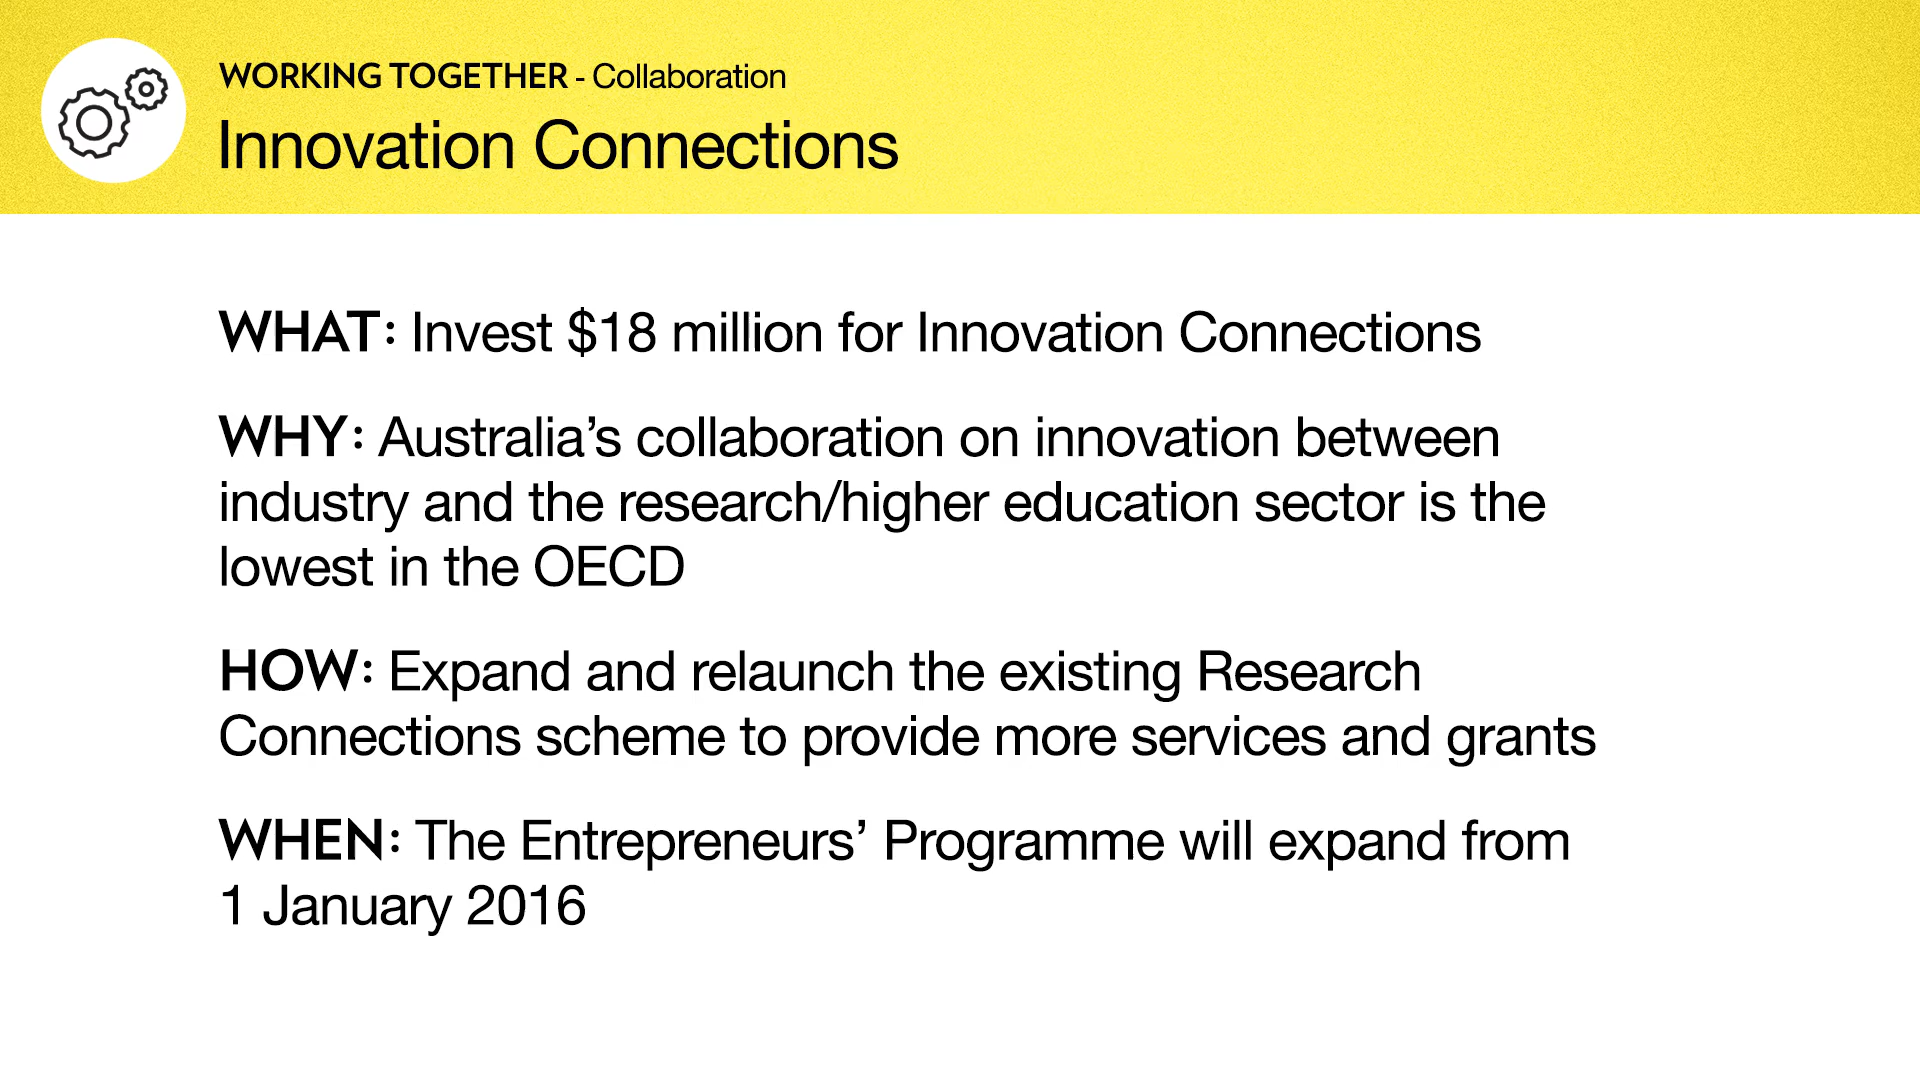 WORKING TOGETHER - Collaboration
Innovation Connections
WHAT: Invest $18 million for Innovation Connections
WHY: Australia’s collaboration on innovation between
industry and the research/higher education sector is the
lowest in the OECD
HOW: Expand and relaunch the existing Research
Connections scheme to provide more services and grants
WHEN: The Entrepreneurs’ Programme will expand from
1 January 2016